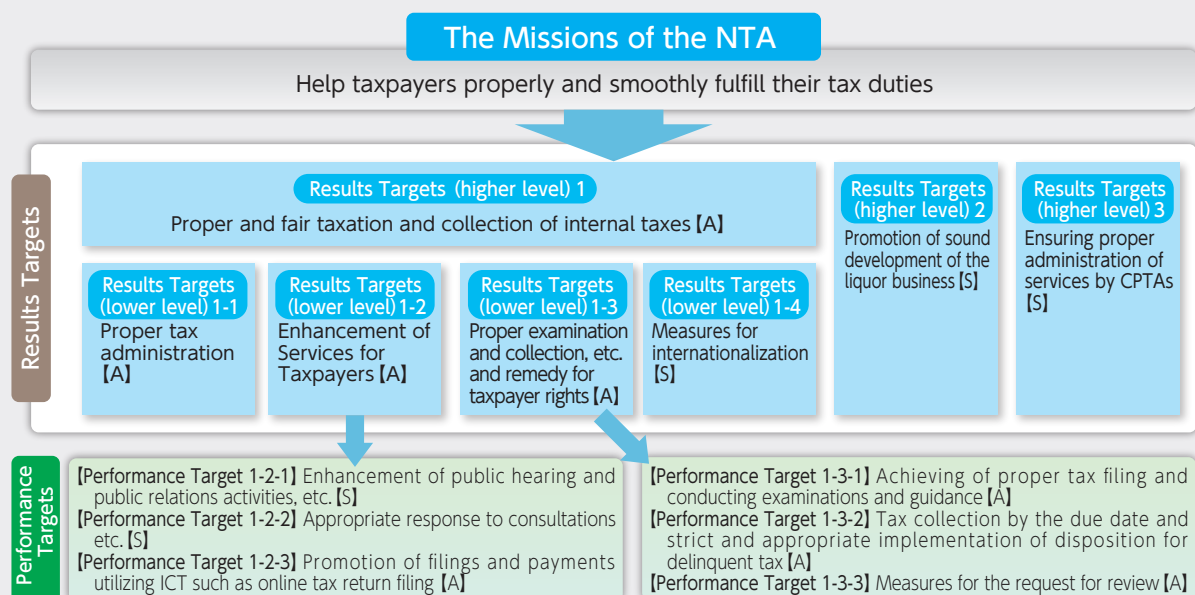 The Missions of the NTA
Help taxpayers properly and smoothly fulfill their tax duties
Results Targets
Results Targets (higher level) 1
Proper and fair taxation and collection of internal taxes【A】
Results Targets
(lower level) 1-1
Proper tax
administration
【A】
Results Targets
(lower level) 1-2
Enhancement of
Services for
Taxpayers【A】
Results Targets
(lower level) 1-3
Proper examination
and collection, etc.
and remedy for
taxpayer rights【A】
Results Targets
(lower level) 1-4
Measures for
internationalization
【S】
Results Targets
(higher level) 2
Promotion of sound
development of the
liquor business【S】
Results Targets
(higher level) 3
Ensuring proper
administration of
services by CPTAs
【S】
Performance
Targets
【Performance Target 1-2-1】Enhancement of public hearing and
public relations activities, etc.【S】
【Performance Target 1-2-2】Appropriate response to consultations
etc.【S】
【Performance Target 1-2-3】Promotion of filings and payments
utilizing ICT such as online tax return filing【A】
【Performance Target 1-3-1】Achieving of proper tax filing and
conducting examinations and guidance【A】
【Performance Target 1-3-2】Tax collection by the due date and
strict and appropriate implementation of disposition for
delinquent tax【A】
【Performance Target 1-3-3】Measures for the request for review【A】